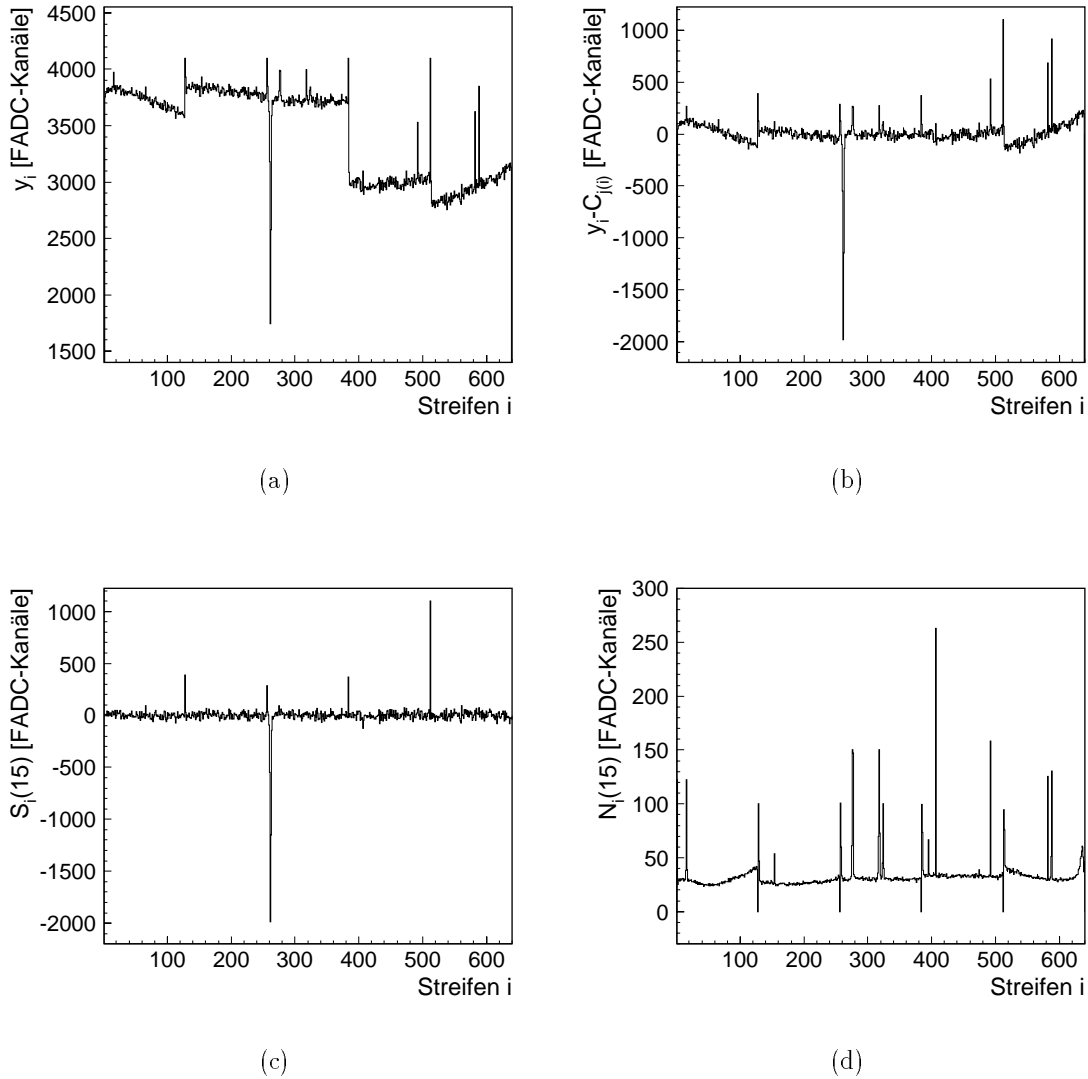 y_i [FADC-Kanäle]
4500
4000
3500
3000
2500
2000
1500
100 200 300 400 500 600
Streifen i
(a)
y_i-C_j(i) [FADC-Kanäle]
1000
500
0
-500
-1000
-1500
-2000
100 200 300 400 500 600
Streifen i
(b)
S_i(15) [FADC-Kanäle]
1000
500
0
-500
-1000
-1500
-2000
100 200 300 400 500 600
Streifen i
(c)
N_i(15) [FADC-Kanäle]
300
250
200
150
100
50
0
100 200 300 400 500 600
Streifen i
(d)